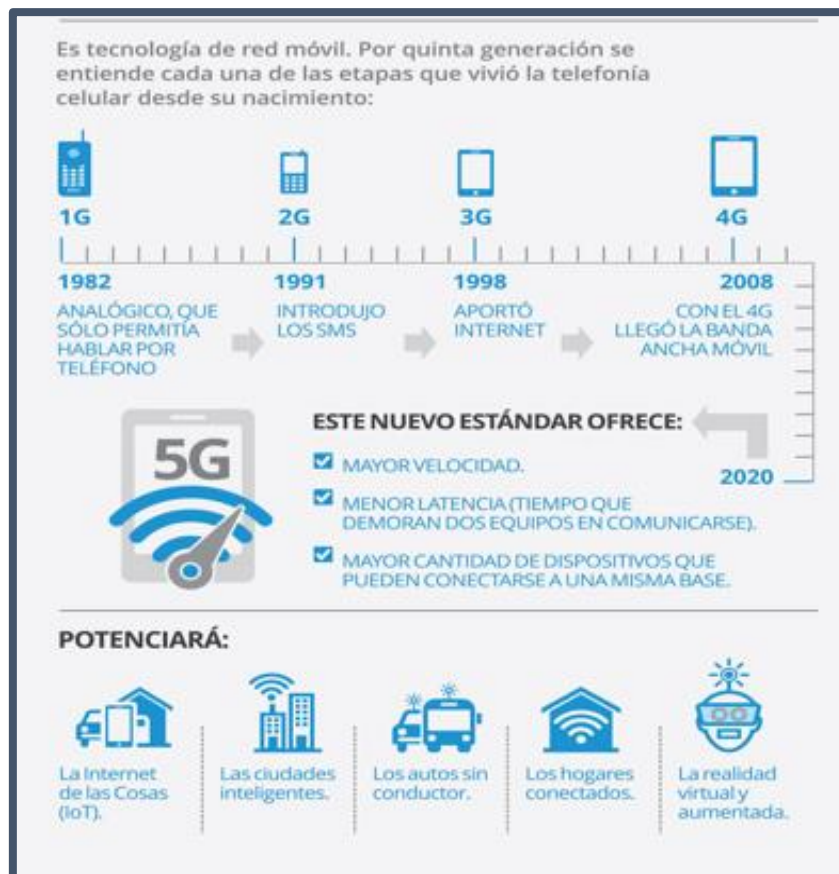 Es tecnología de red móvil. Por quinta generación se
entiende cada una de las etapas que vivió la telefonía
celular desde su nacimiento:
1G
2G
3G
4G
1982
1991
1998
2008
ANALÓGICO, QUE
SÓLO PERMITÍA
HABLAR POR
TELÉFONO
INTRODUJO
LOS SMS
APORTÓ
INTERNET
CON EL 4G
LLEGÓ LA BANDA
ANCHA MÓVIL
5G
ESTE NUEVO ESTÁNDAR OFRECE:
2020
MAYOR VELOCIDAD.
MENOR LATENCIA (TIEMPO QUE
DEMORAN DOS EQUIPOS EN COMUNICARSE).
MAYOR CANTIDAD DE DISPOSITIVOS QUE
PUEDEN CONECTARSE A UNA MISMA BASE.
POTENCIARÁ:
La Internet
de las Cosas
(IoT).
Las ciudades
inteligentes.
Los autos sin
conductor.
Los hogares
conectados.
La realidad
virtual y
aumentada.